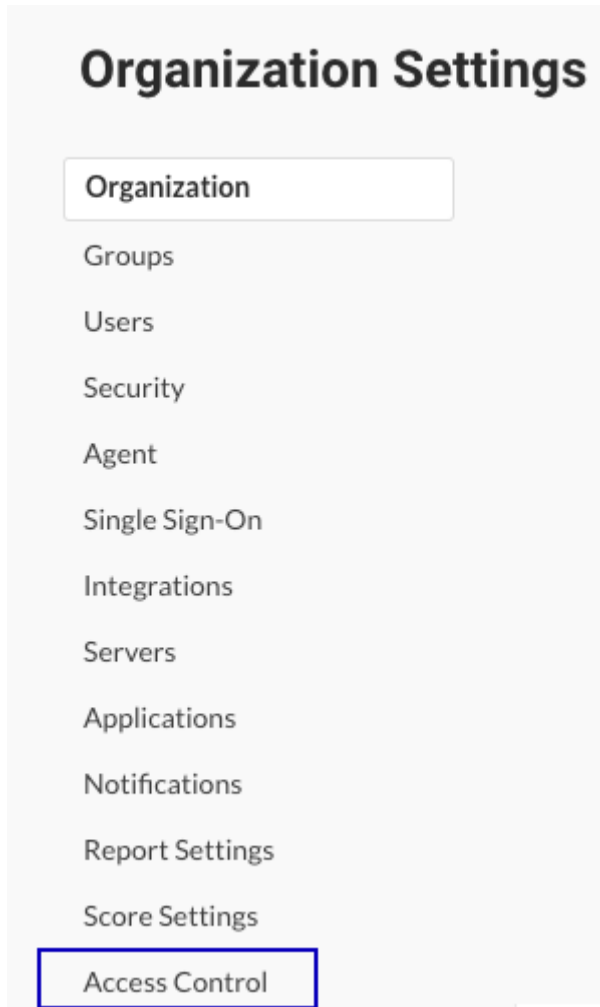 Organization Settings
Organization
Groups
Users
Security
Agent
Single Sign-On
Integrations
Servers
Applications
Notifications
Report Settings
Score Settings
Access Control